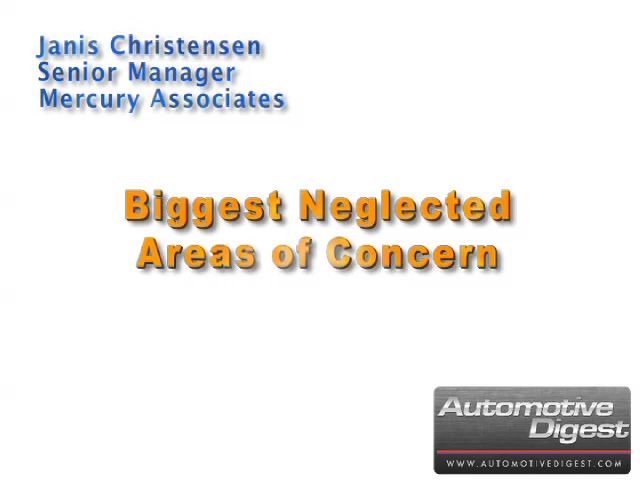 Janis Christensen
Senior Manager
Mercury Associates
Biggest Neglected
Areas of Concern
Automotive
Digest
WWW.AUTOMOTIVEDIGEST.COM